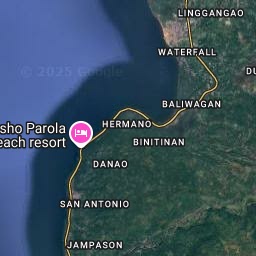 LINGGANGAO
WATERFALL
© 2025 Google
DU
BALIWAGAN
sho Parola
each resort
HERMANO
BINITINAN
DANAO
SAN ANTONIO
JAMPASON